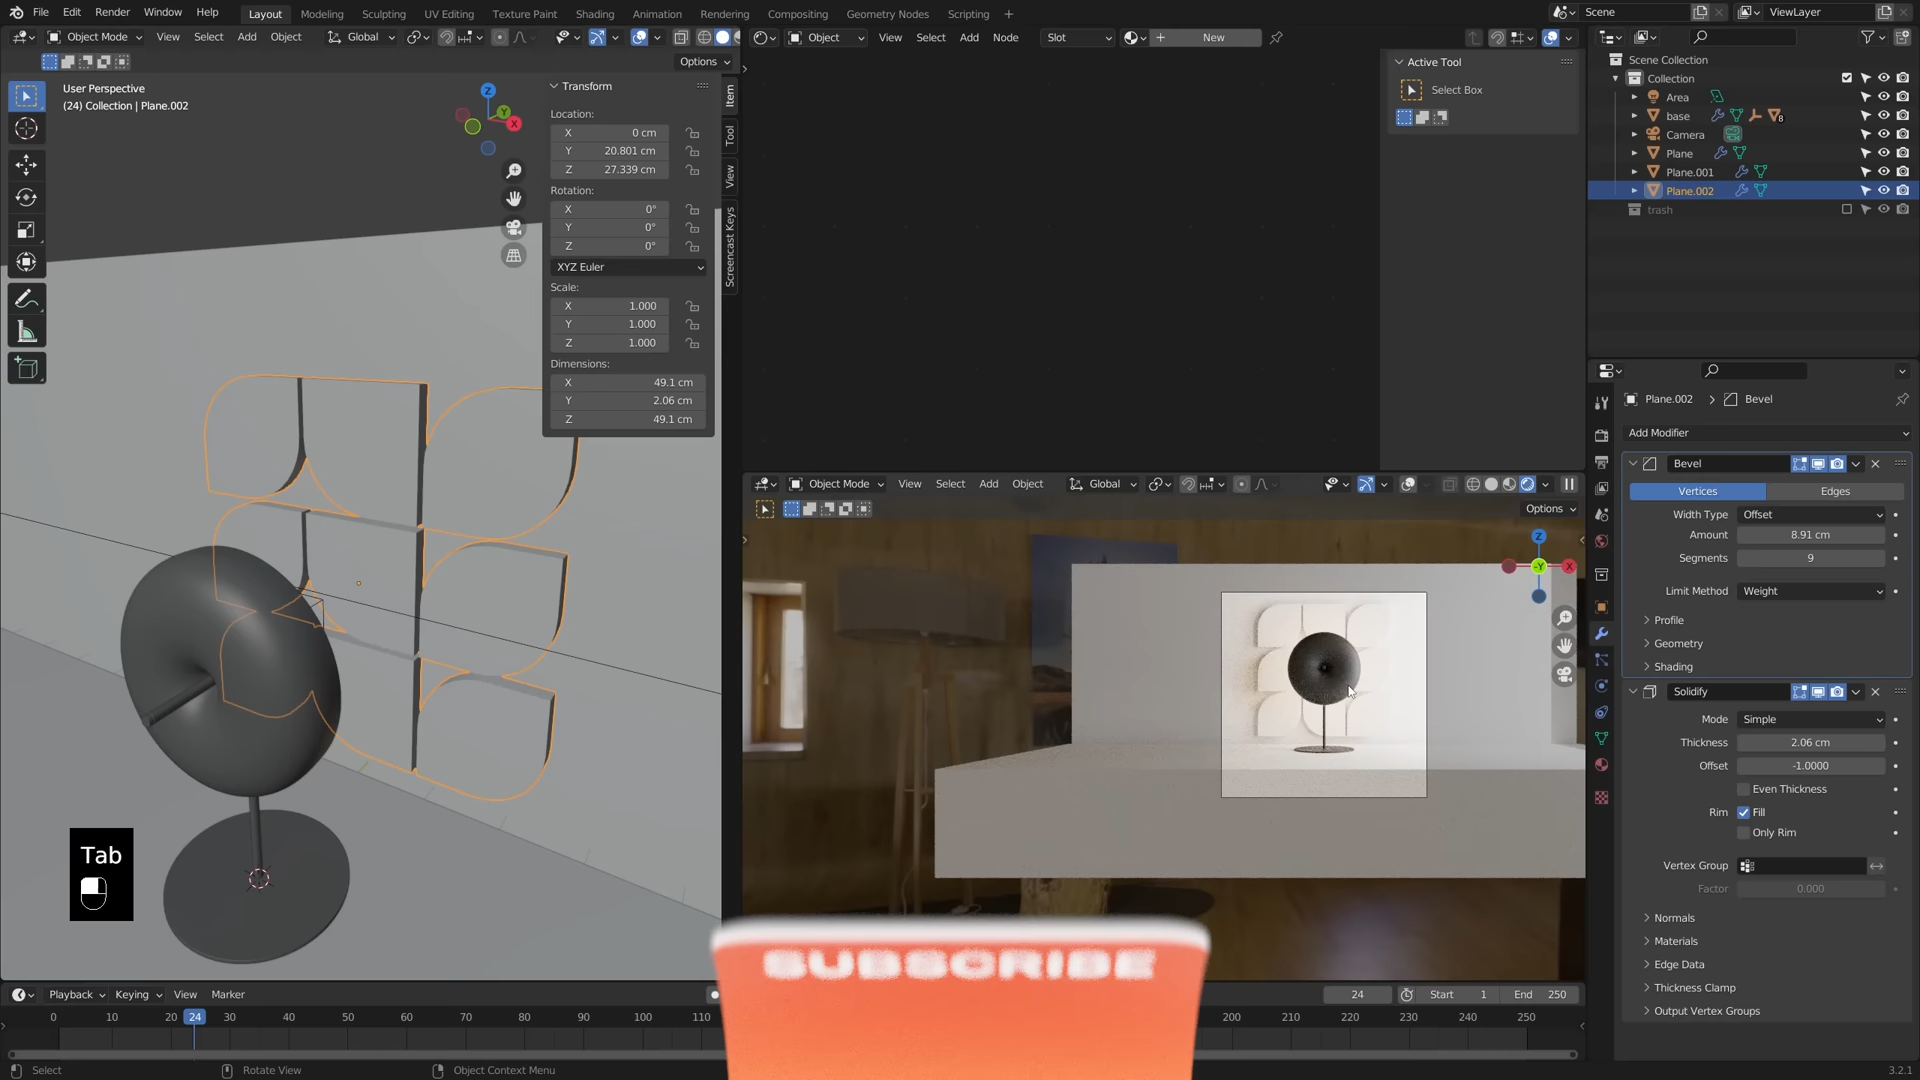 File Edit Render Window Help Layout Modeling Sculpting UV Editing Texture Paint Shading Animation Rendering Compositing Geometry Nodes Scripting + Scene ViewLayer
Object Mode View Select Add Object Global
Object View Select Add Node Slot New
Options
User Perspective
(24) Collection | Plane.002
Transform
Location:
X 0 cm
Y 20.801 cm
Z 27.339 cm
Rotation:
X 0°
Y 0°
Z 0°
XYZ Euler
Scale:
X 1.000
Y 1.000
Z 1.000
Dimensions:
X 49.1 cm
Y 2.06 cm
Z 49.1 cm
Item
Tool
View
Screencast Keys
Z
Y
X
Active Tool
Select Box
Scene Collection
Collection
Area
base 8
Camera
Plane
Plane.001
Plane.002
trash
Object Mode View Select Add Object Global
Options
Z
-Y
X
Plane.002 > Bevel
Add Modifier
Bevel
Vertices Edges
Width Type Offset
Amount 8.91 cm
Segments 9
Limit Method Weight
Profile
Geometry
Shading
Solidify
Mode Simple
Thickness 2.06 cm
Offset -1.0000
Even Thickness
Rim Fill
Only Rim
Vertex Group
Factor 0.000
Normals
Materials
Edge Data
Thickness Clamp
Output Vertex Groups
Tab
SUBSCRIBE
Playback Keying View Marker 24 Start 1 End 250
0 10 20 24 30 40 50 60 70 80 90 100 110 200 210 220 230 240 250
Select Rotate View Object Context Menu 3.2.1